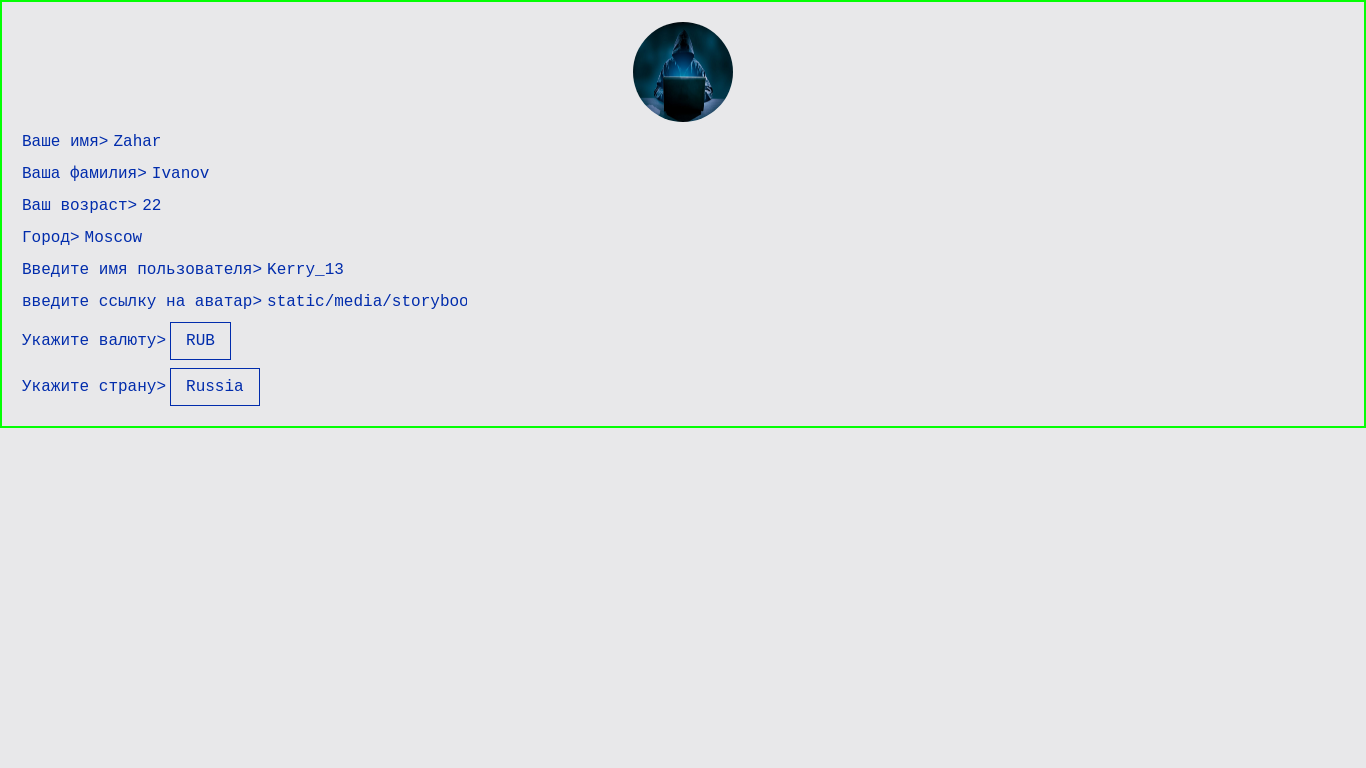 Ваше имя> Zahar
Ваша фамилия> Ivanov
Ваш возраст> 22
Город> Moscow
Введите имя пользователя> Kerry_13
введите ссылку на аватар> static/media/storyboo
Укажите валюту> RUB
Укажите страну> Russia